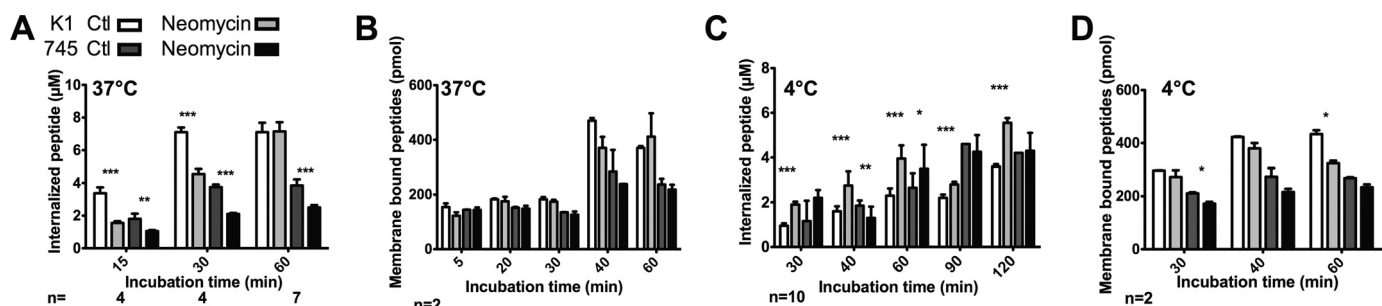 A
K1 Ctl Neomycin
745 Ctl Neomycin
37°C
Internalized peptide (µM)
8
6
4
2
0
*** ** *** *** ***
15 30 60
Incubation time (min)
n= 4 4 7
B
37°C
Membrane bound peptides (pmol)
600
400
200
0
5 20 30 40 60
Incubation time (min)
n=2
C
4°C
Internalized peptide (µM)
8
6
4
2
0
*** *** ** *** * *** ***
30 40 60 90 120
Incubation time (min)
n=10
D
4°C
Membrane bound peptides (pmol)
600
400
200
0
* *
30 40 60
Incubation time (min)
n=2